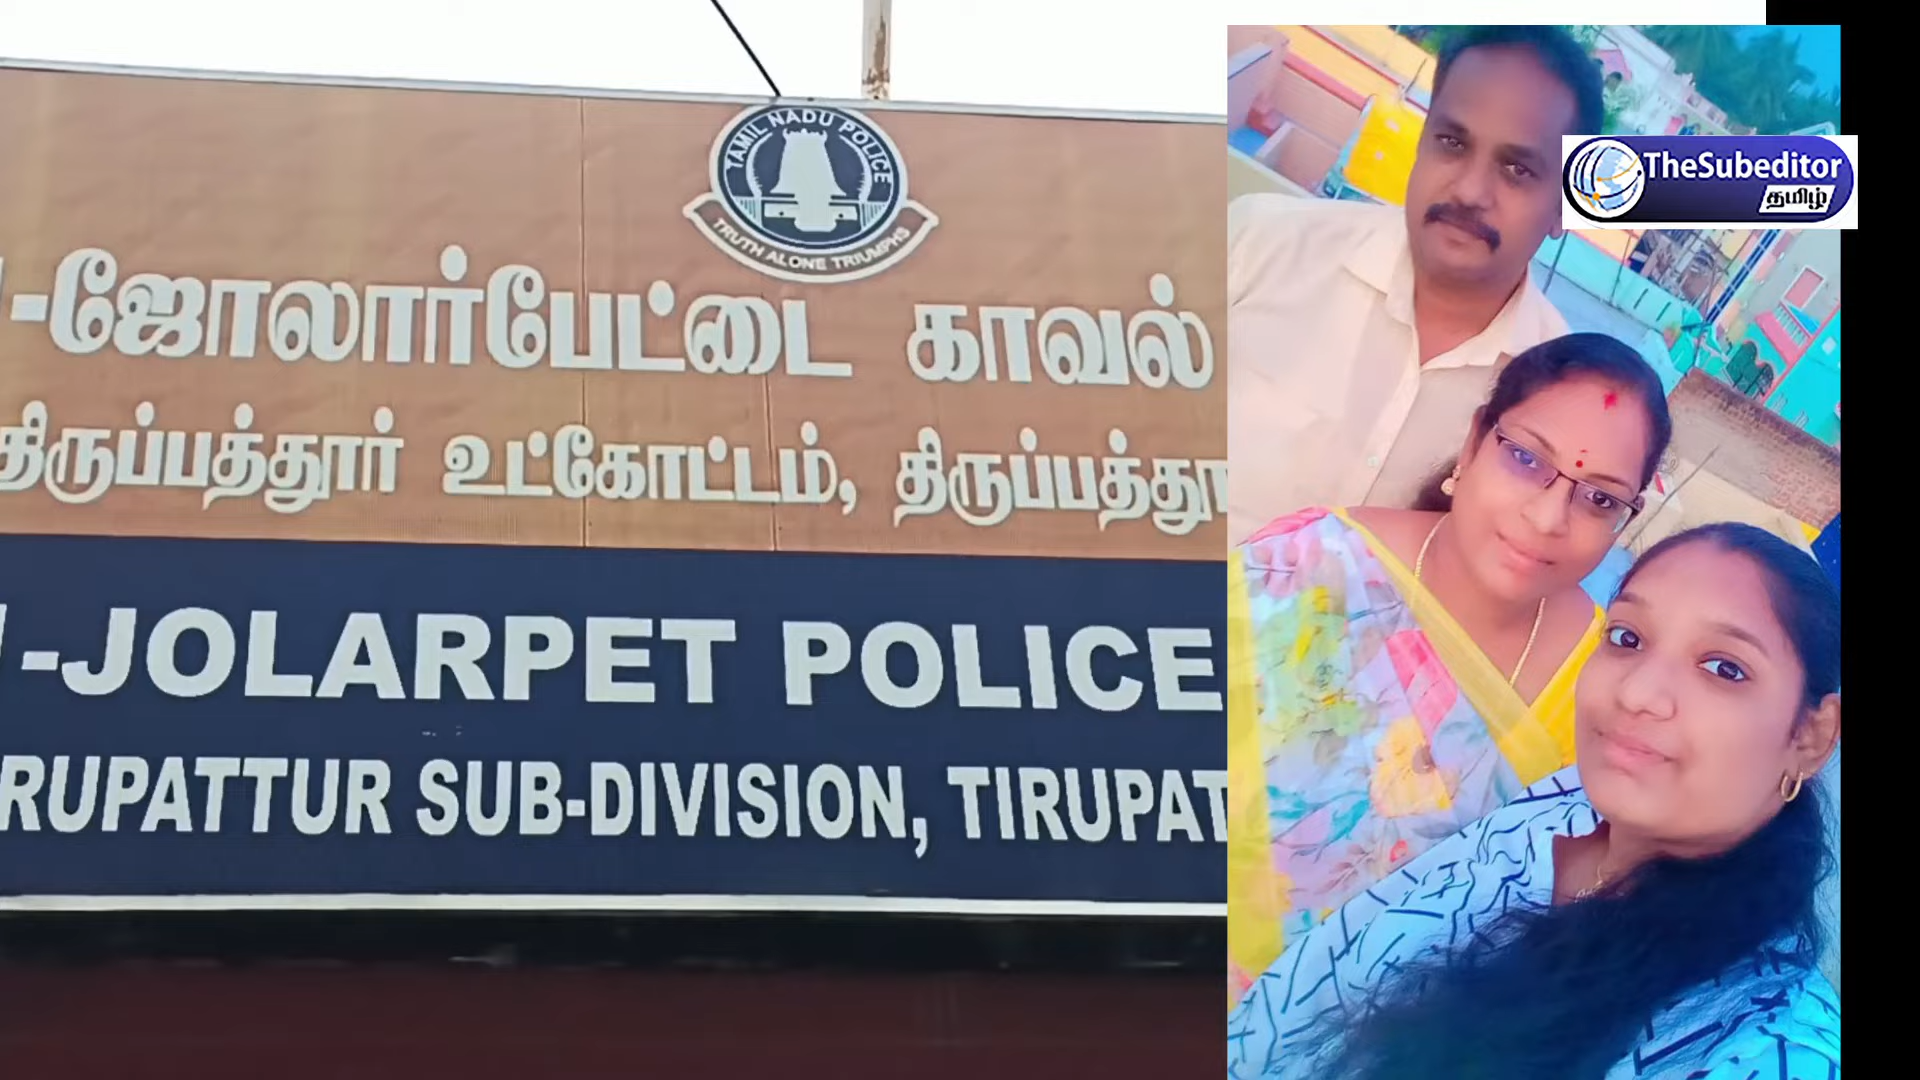 TAMIL NADU POLICE
TRUTH ALONE TRIUMPHS
-ஜோலார்பேட்டை காவல்
திருப்பத்தூர் உட்கோட்டம், திருப்பத்தூ
-JOLARPET POLICE
RUPATTUR SUB-DIVISION, TIRUPAT
TheSubeditor
தமிழ்